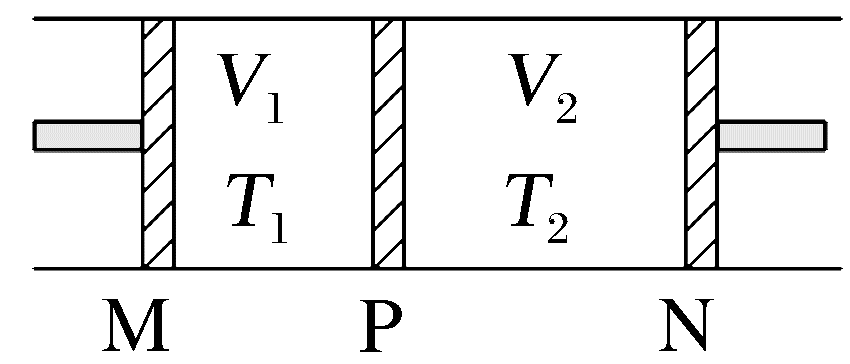 V₁ V₂
T₁ T₂
M P N